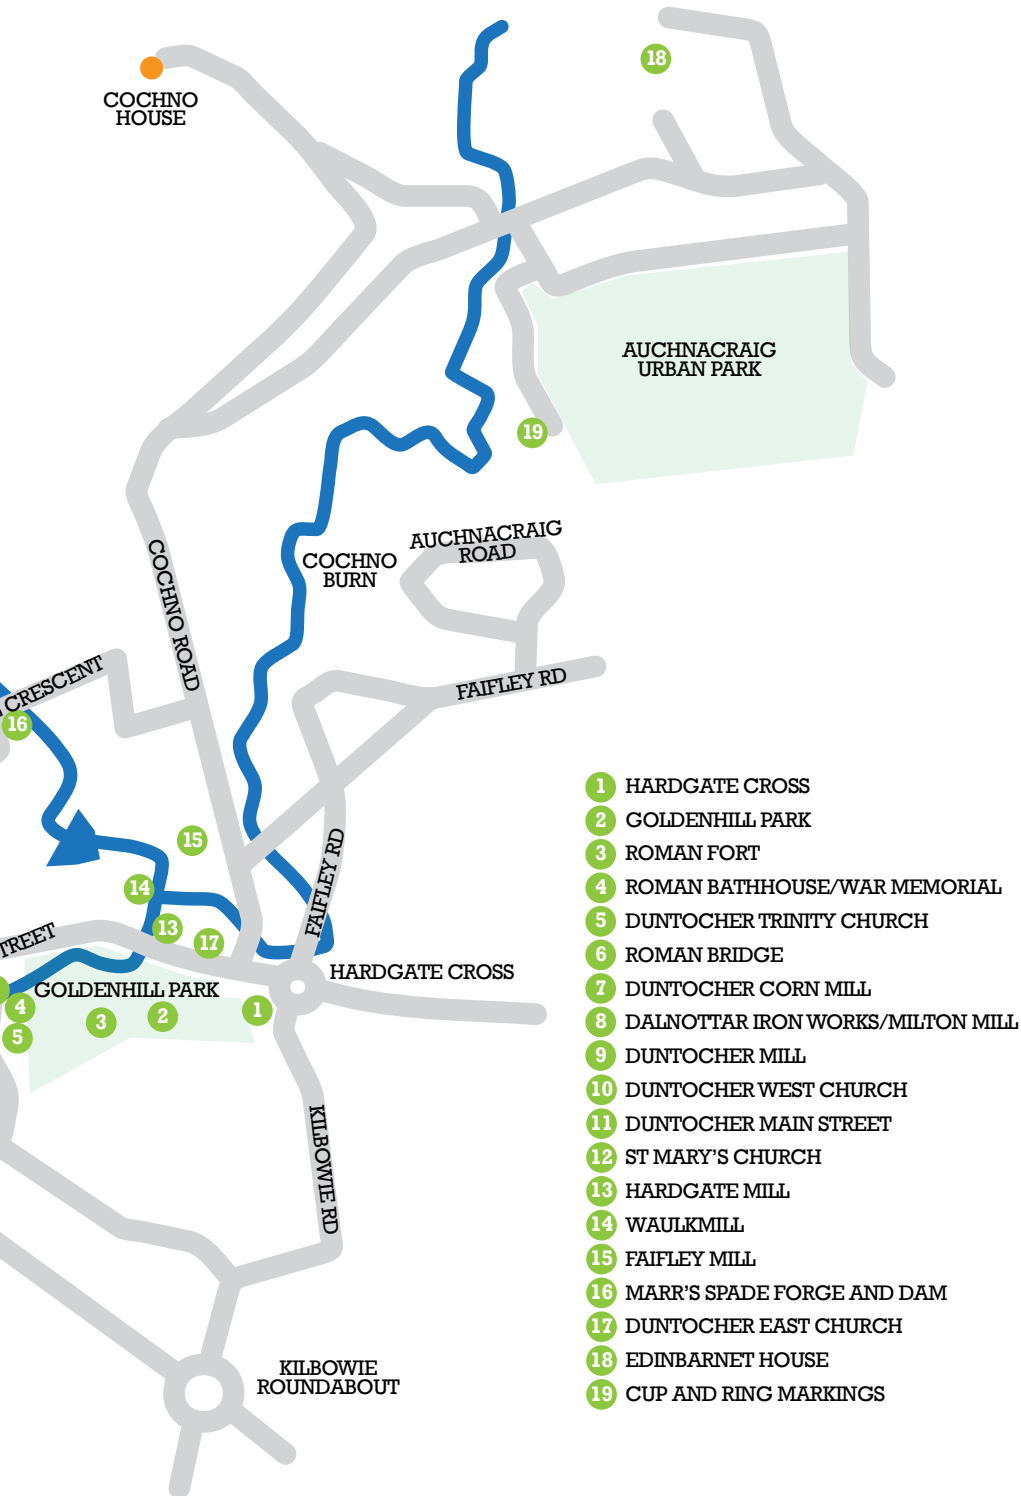 18
COCHNO
HOUSE
AUCHNACRAIG
URBAN PARK
19
AUCHNACRAIG
ROAD
COCHNO
BURN
COCHNO ROAD
CRESCENT
16
FAIFLEY RD
15
FAIFLEY RD
14
13
17
TREET
HARDGATE CROSS
GOLDENHILL PARK
4
3
2
1
5
KILBOWIE RD
KILBOWIE
ROUNDABOUT
1 HARDGATE CROSS
2 GOLDENHILL PARK
3 ROMAN FORT
4 ROMAN BATHHOUSE/WAR MEMORIAL
5 DUNTOCHER TRINITY CHURCH
6 ROMAN BRIDGE
7 DUNTOCHER CORN MILL
8 DALNOTTAR IRON WORKS/MILTON MILL
9 DUNTOCHER MILL
10 DUNTOCHER WEST CHURCH
11 DUNTOCHER MAIN STREET
12 ST MARY'S CHURCH
13 HARDGATE MILL
14 WAULKMILL
15 FAIFLEY MILL
16 MARR'S SPADE FORGE AND DAM
17 DUNTOCHER EAST CHURCH
18 EDINBARNET HOUSE
19 CUP AND RING MARKINGS